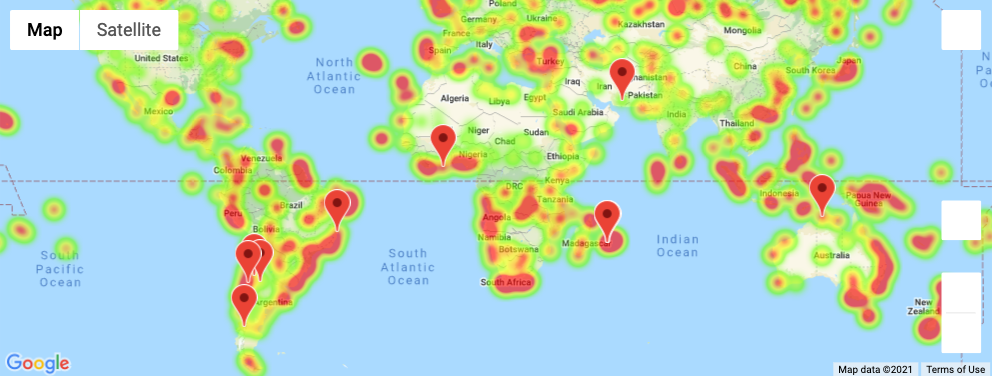 Map Satellite
Poland
Germany
Ukraine
Kazakhstan
Mongolia
France
Italy
Spain
Turkey
United States
North
Atlantic
Ocean
China
South Korea
Japan
Iraq
Iran
Pakistan
Algeria
Libya
Egypt
Saudi Arabia
India
Mexico
Niger
Chad
Sudan
Thailand
Nigeria
Ethiopia
Venezuela
Colombia
Kenya
DRC
Tanzania
Indonesia
Papua New
Guinea
Peru
Brazil
Bolivia
Angola
Namibia
Botswana
Madagascar
Australia
South
Pacific
Ocean
South
Atlantic
Ocean
Indian
Ocean
South Africa
Argentina
New
Zealand
Google
Map data ©2021 Terms of Use